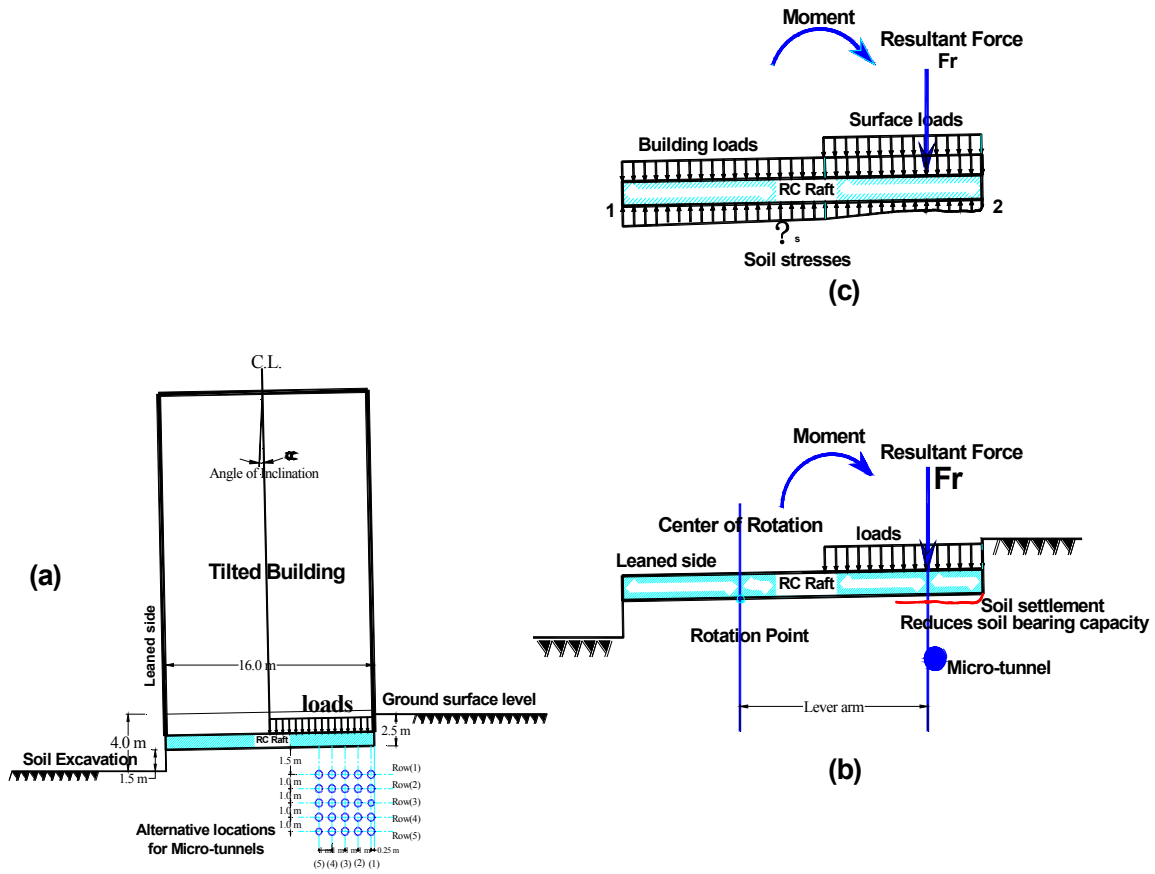 Moment
Resultant Force
Fr
Surface loads
Building loads
RC Raft
1
2
? s
Soil stresses
(c)
C.L.
Angle of Inclination
(a)
Tilted Building
Leaned side
16.0 m
loads
Ground surface level
4.0 m
RC Raft
2.5 m
Soil Excavation
1.5 m
1.5 m
Row(1)
1.0 m
Row(2)
1.0 m
Row(3)
1.0 m
Row(4)
1.0 m
Row(5)
Alternative locations
for Micro-tunnels
0.25 m
(5) (4) (3) (2) (1)
Moment
Resultant Force
Fr
Center of Rotation
loads
Leaned side
RC Raft
Soil settlement
Reduces soil bearing capacity
Rotation Point
Micro-tunnel
Lever arm
(b)